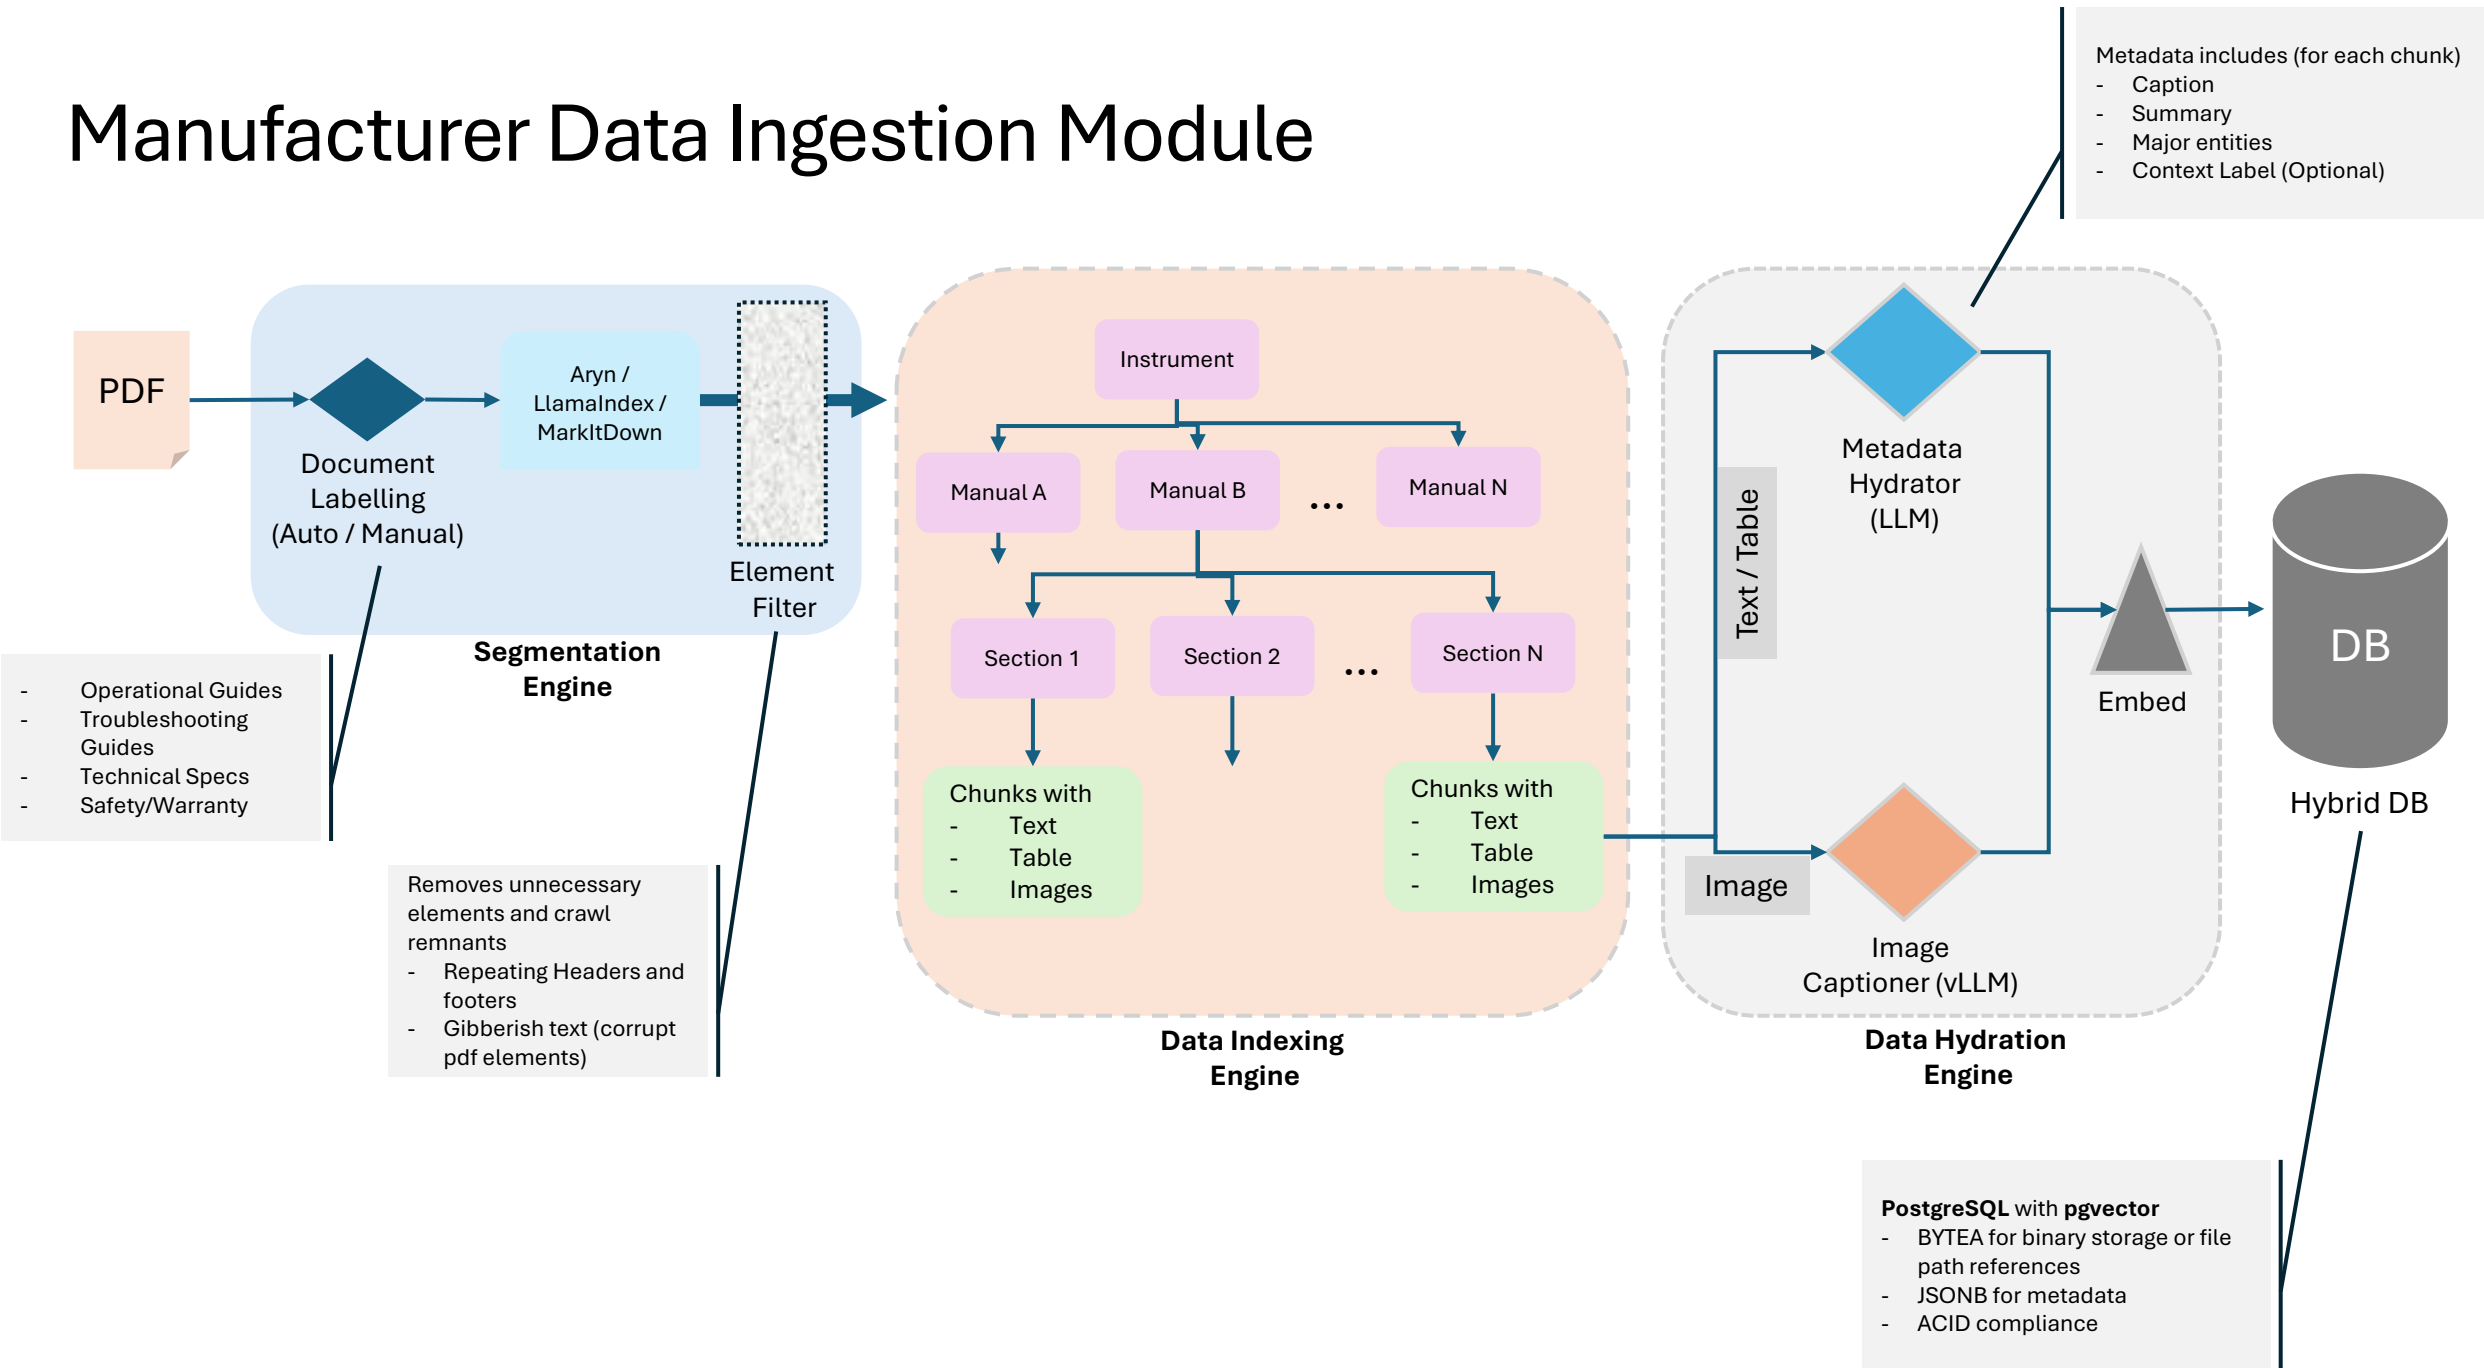 Manufacturer Data Ingestion Module
Metadata includes (for each chunk)
- Caption
- Summary
- Major entities
- Context Label (Optional)
PDF
Document
Labelling
(Auto / Manual)
Aryn /
LlamaIndex /
MarkItDown
Element
Filter
Segmentation
Engine
- Operational Guides
- Troubleshooting
Guides
- Technical Specs
- Safety/Warranty
Removes unnecessary
elements and crawl
remnants
- Repeating Headers and
footers
- Gibberish text (corrupt
pdf elements)
Instrument
Manual A
Manual B
...
Manual N
Section 1
Section 2
...
Section N
Chunks with
- Text
- Table
- Images
Chunks with
- Text
- Table
- Images
Data Indexing
Engine
Text / Table
Image
Metadata
Hydrator
(LLM)
Image
Captioner (vLLM)
Embed
Data Hydration
Engine
DB
Hybrid DB
PostgreSQL with pgvector
- BYTEA for binary storage or file
path references
- JSONB for metadata
- ACID compliance